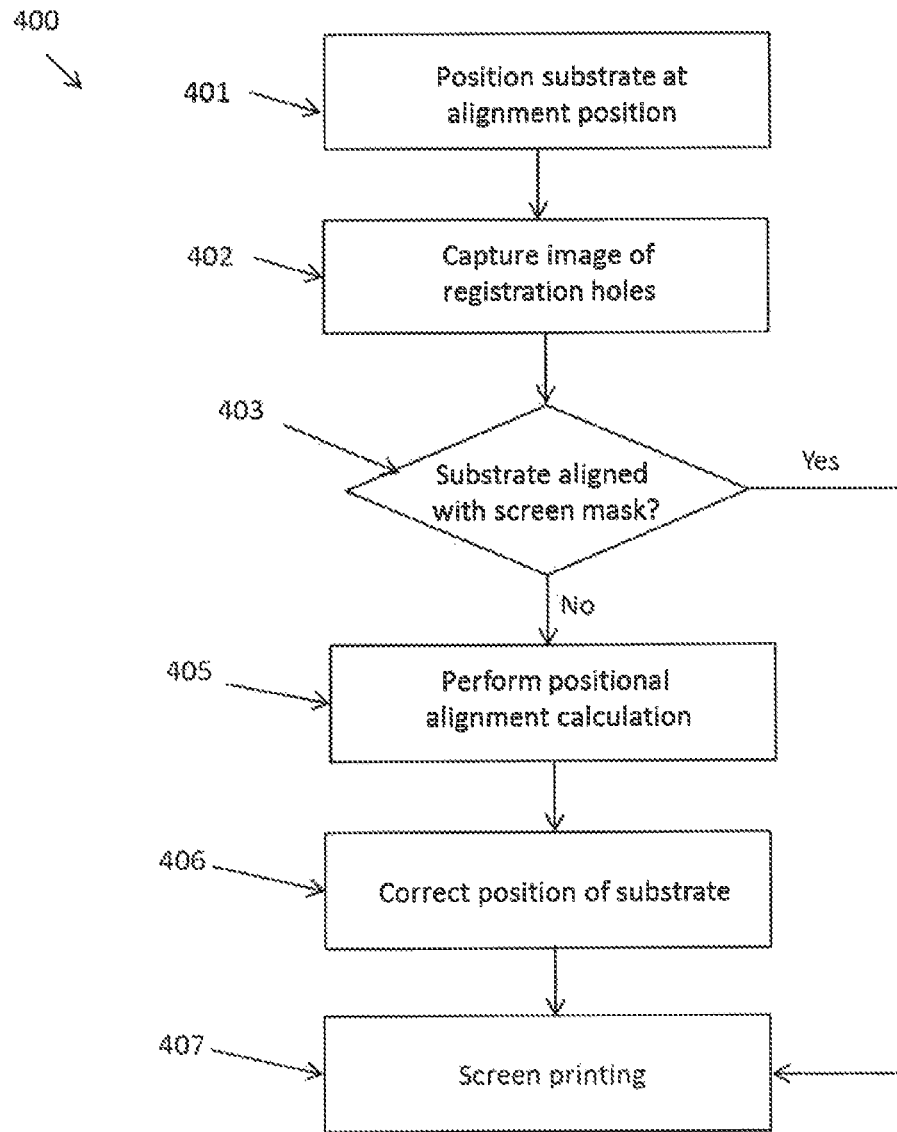 400
401
Position substrate at
alignment position
402
Capture image of
registration holes
403
Substrate aligned
with screen mask?
Yes
No
405
Perform positional
alignment calculation
406
Correct position of substrate
407
Screen printing